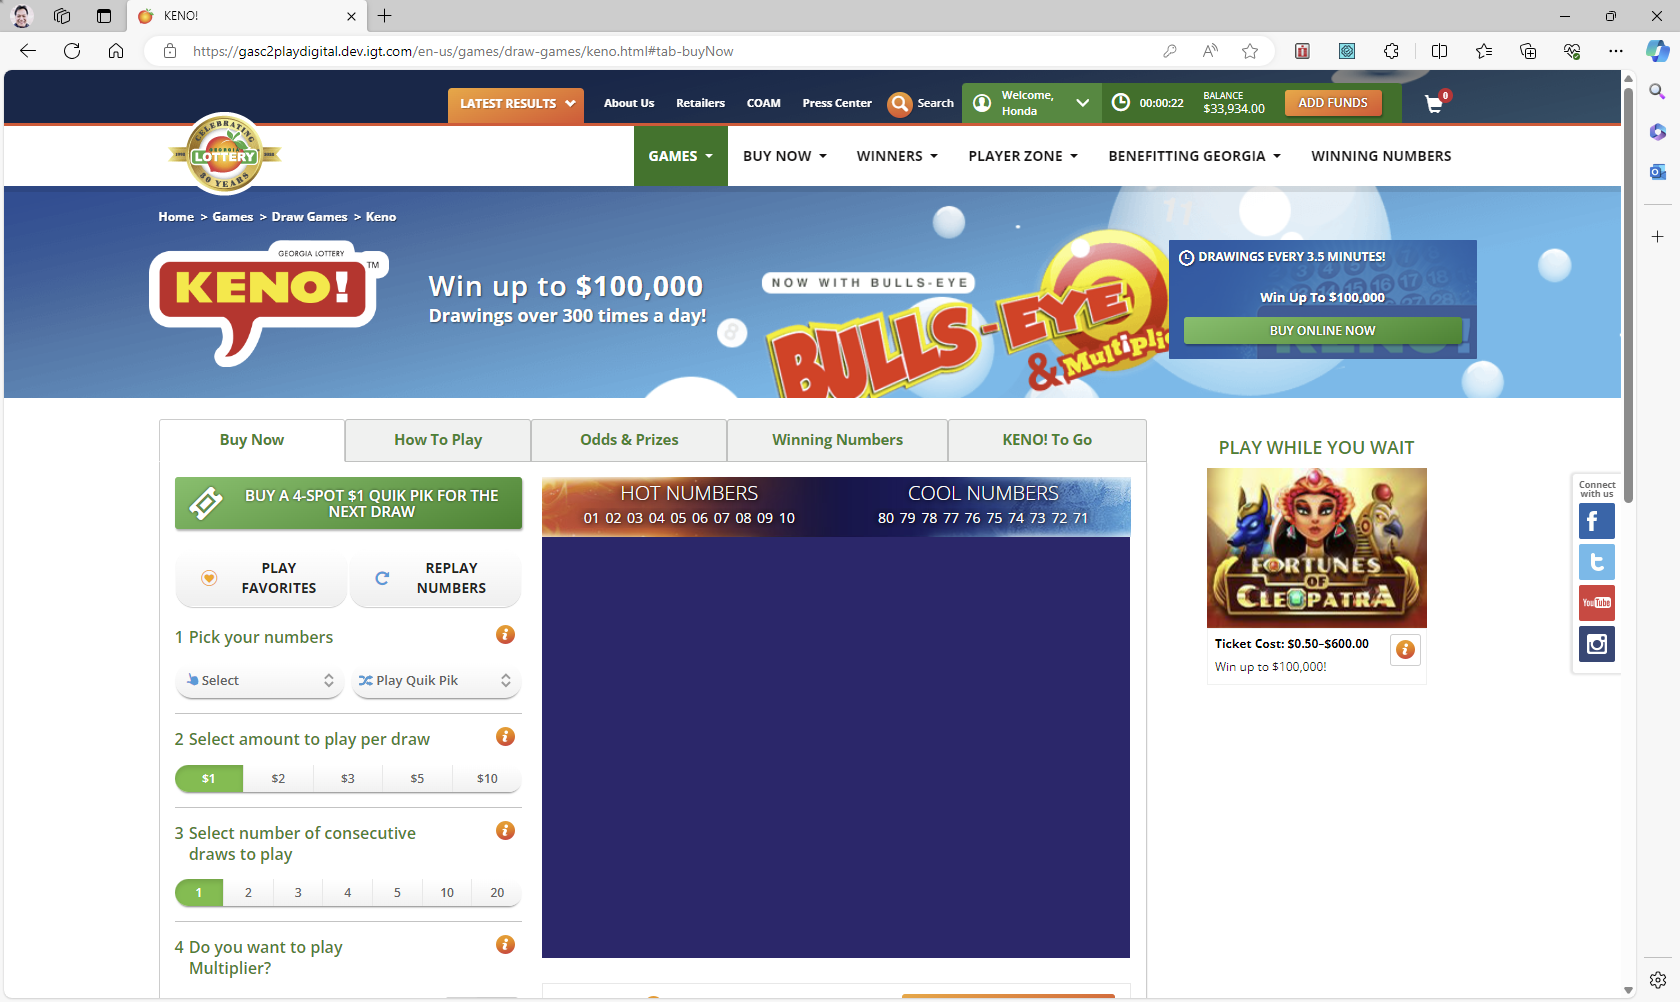 KENO!
https://gasc2playdigital.dev.igt.com/en-us/games/draw-games/keno.html#tab-buyNow
LATEST RESULTS
About Us
Retailers
COAM
Press Center
Search
Welcome,
Honda
00:00:22
BALANCE
$33,934.00
ADD FUNDS
0
CELEBRATING
GEORGIA
LOTTERY
30 YEARS
GAMES
BUY NOW
WINNERS
PLAYER ZONE
BENEFITTING GEORGIA
WINNING NUMBERS
Home > Games > Draw Games > Keno
GEORGIA LOTTERY
KENO!
TM
Win up to $100,000
Drawings over 300 times a day!
8
11
NOW WITH BULLS-EYE
BULLS-EYE
& Multiplie
DRAWINGS EVERY 3.5 MINUTES!
Win Up To $100,000
BUY ONLINE NOW
Buy Now
How To Play
Odds & Prizes
Winning Numbers
KENO! To Go
BUY A 4-SPOT $1 QUIK PIK FOR THE
NEXT DRAW
PLAY
FAVORITES
REPLAY
NUMBERS
1 Pick your numbers
Select
Play Quik Pik
2 Select amount to play per draw
$1
$2
$3
$5
$10
3 Select number of consecutive
draws to play
1
2
3
4
5
10
20
4 Do you want to play
Multiplier?
HOT NUMBERS
01 02 03 04 05 06 07 08 09 10
COOL NUMBERS
80 79 78 77 76 75 74 73 72 71
PLAY WHILE YOU WAIT
FORTUNES
OF
CLEOPATRA
Ticket Cost: $0.50–$600.00
Win up to $100,000!
Connect
with us
YouTube